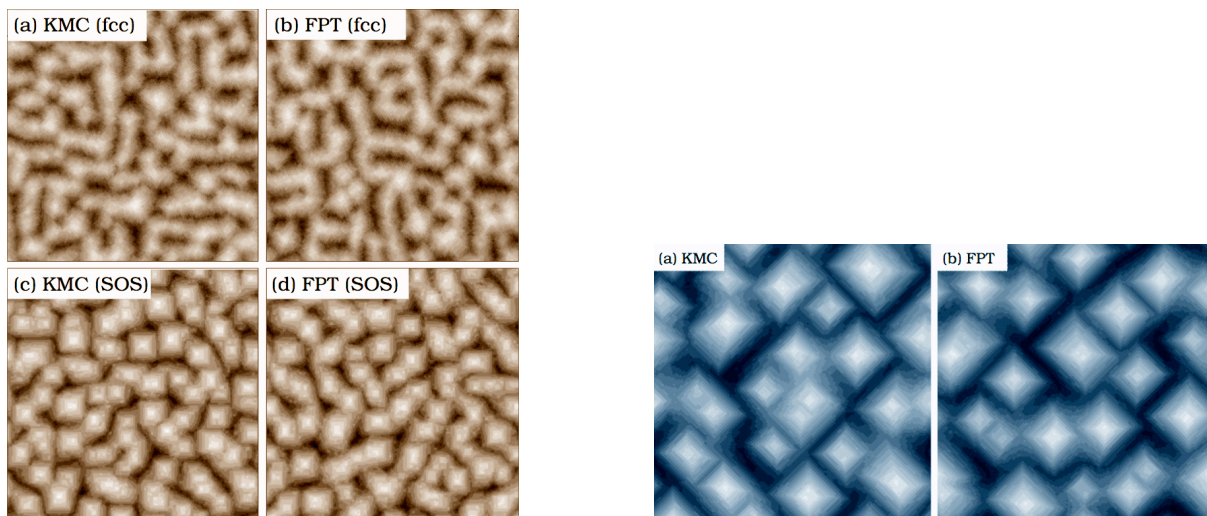 (a) KMC (fcc)
(b) FPT (fcc)
(c) KMC (SOS)
(d) FPT (SOS)
(a) KMC
(b) FPT